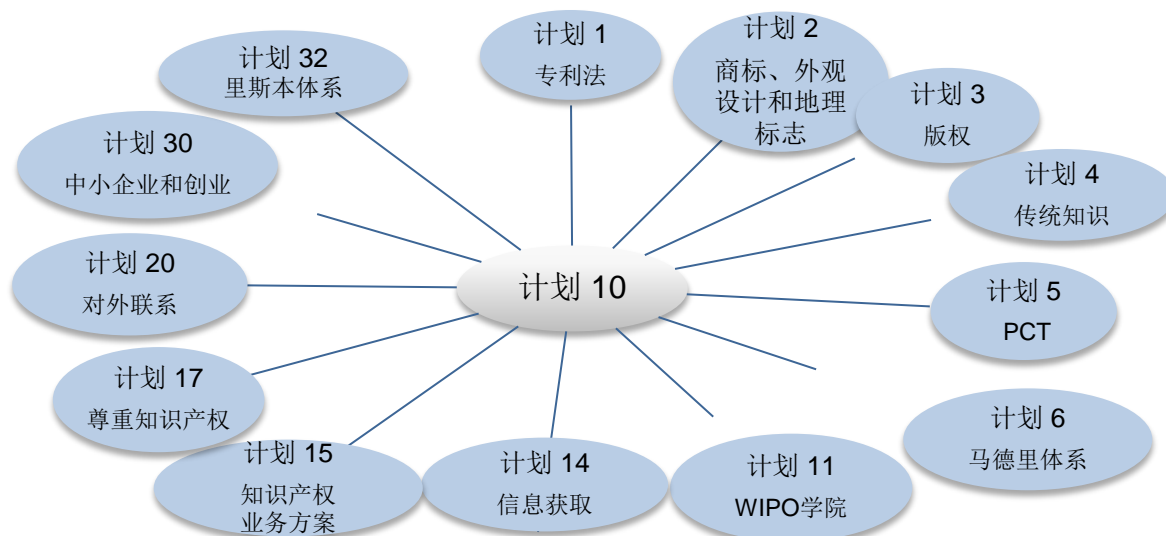 计划 1
专利法
计划 2
商标、外观
设计和地理
标志
计划 3
版权
计划 4
传统知识
计划 5
PCT
计划 6
马德里体系
计划 11
WIPO学院
计划 14
信息获取
计划 15
知识产权
业务方案
计划 17
尊重知识产权
计划 20
对外联系
计划 30
中小企业和创业
计划 32
里斯本体系
计划 10